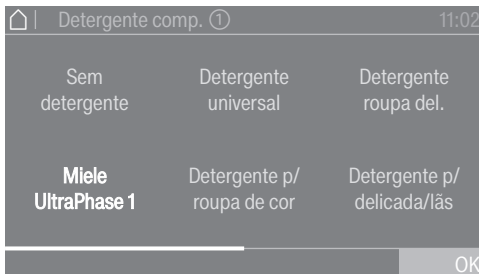 Detergente comp. ① 11:02
Sem Detergente Detergente
detergente universal roupa del.
Miele Detergente p/ Detergente p/
UltraPhase 1 roupa de cor delicada/lãs
OK